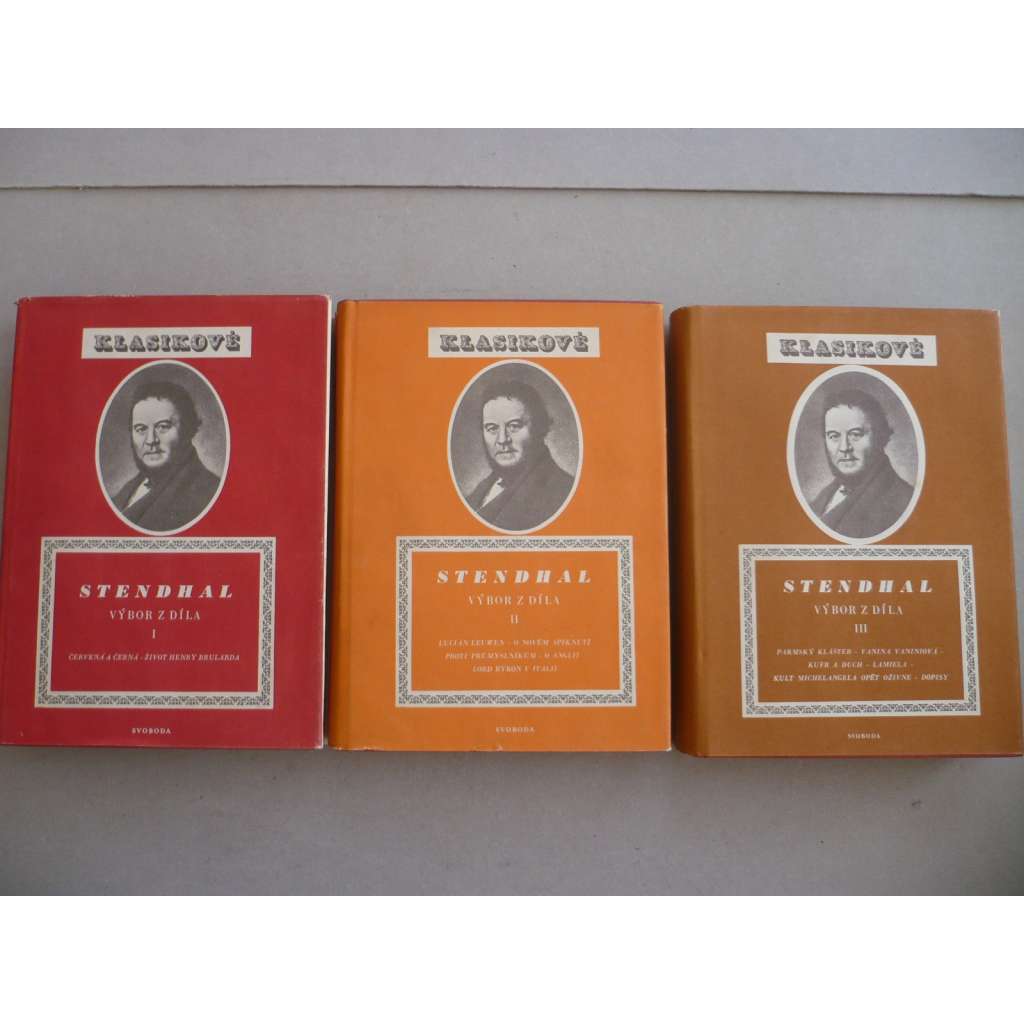 KLASIKOVÉ
STENDHAL
VÝBOR Z DÍLA
I
ČERVENÁ A ČERNÁ - ŽIVOT HENRY BRULARDA
SVOBODA
KLASIKOVÉ
STENDHAL
VÝBOR Z DÍLA
II
LUCIAN LEUWEN - O NOVÉM SPIKNUTÍ
PROTI PRŮMYSLNÍKŮM - O ANGLII
LORD BYRON V ITALII
SVOBODA
KLASIKOVÉ
STENDHAL
VÝBOR Z DÍLA
III
PARMSKÝ KLÁŠTER - VANINA VANINIOVÁ -
KUFR A DUCH - LAMIELA -
KULT MICHELANGELA OPĚT OŽIVNE - DOPISY
SVOBODA